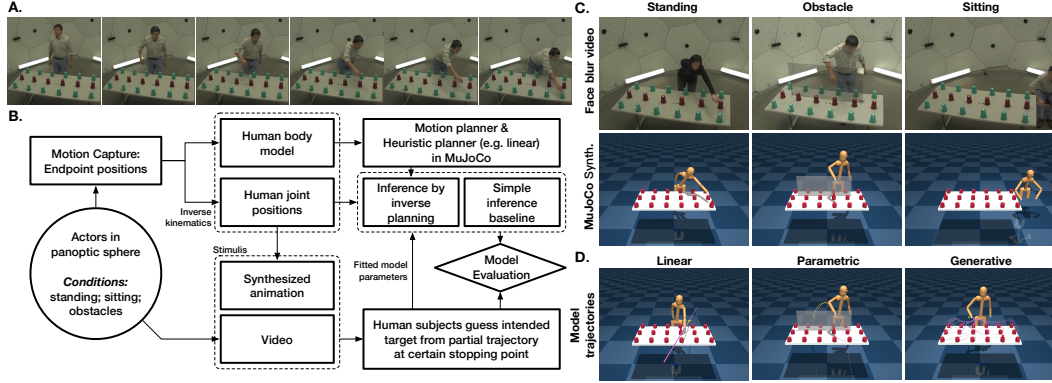 A.
B.
Motion Capture:
Endpoint positions
Human body
model
Motion planner &
Heuristic planner (e.g. linear)
in MuJoCo
Human joint
positions
Inference by
inverse
planning
Simple
inference
baseline
Inverse
kinematics
Actors in
panoptic sphere
Conditions:
standing; sitting;
obstacles
Stimulis
Synthesized
animation
Video
Fitted model
parameters
Model
Evaluation
Human subjects guess intended
target from partial trajectory
at certain stopping point
C.
Standing
Obstacle
Sitting
Face blur video
MuJoCo Synth.
D.
Linear
Parametric
Generative
Model
trajectories